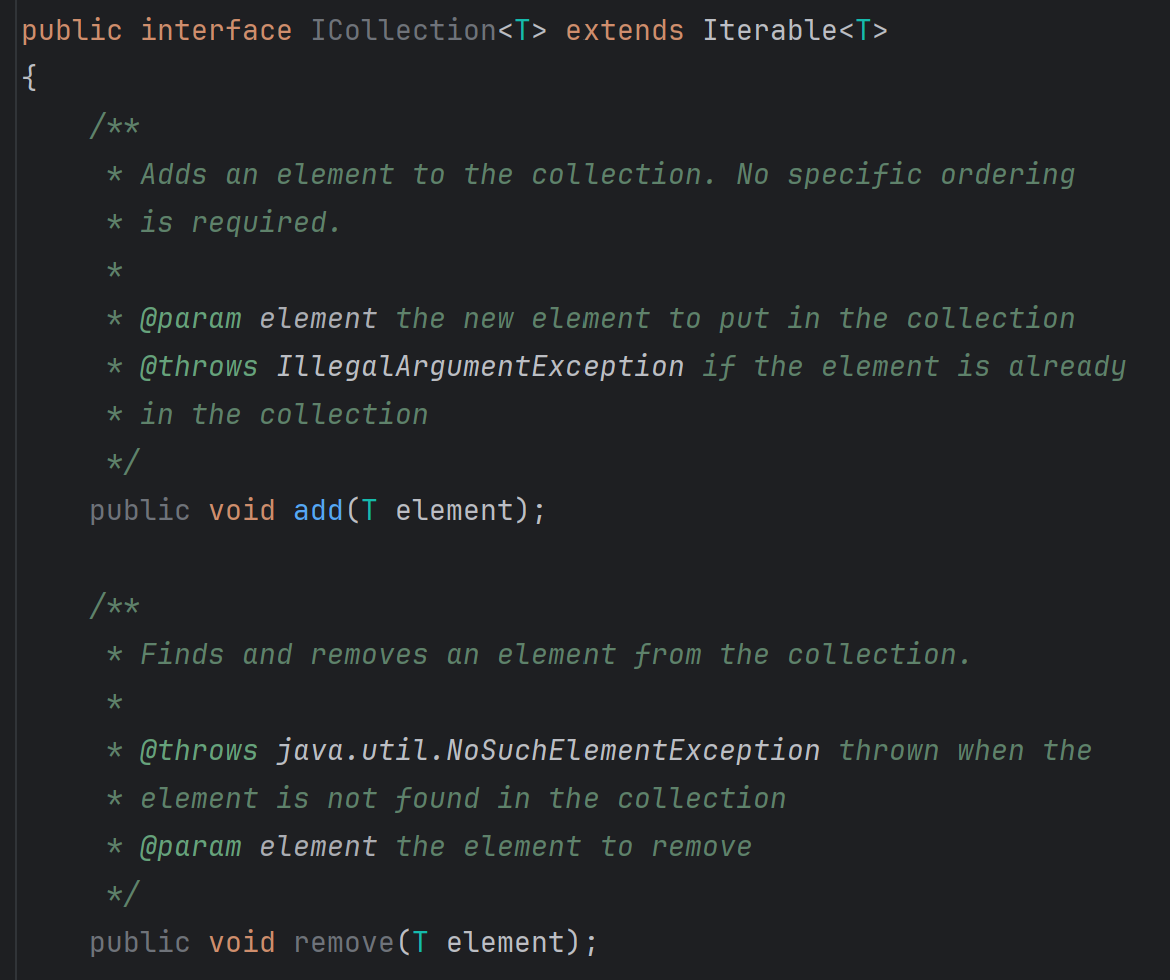 public interface ICollection<T> extends Iterable<T>
{
    /**
     * Adds an element to the collection. No specific ordering
     * is required.
     *
     * @param element the new element to put in the collection
     * @throws IllegalArgumentException if the element is already
     * in the collection
     */
    public void add(T element);

    /**
     * Finds and removes an element from the collection.
     *
     * @throws java.util.NoSuchElementException thrown when the
     * element is not found in the collection
     * @param element the element to remove
     */
    public void remove(T element);